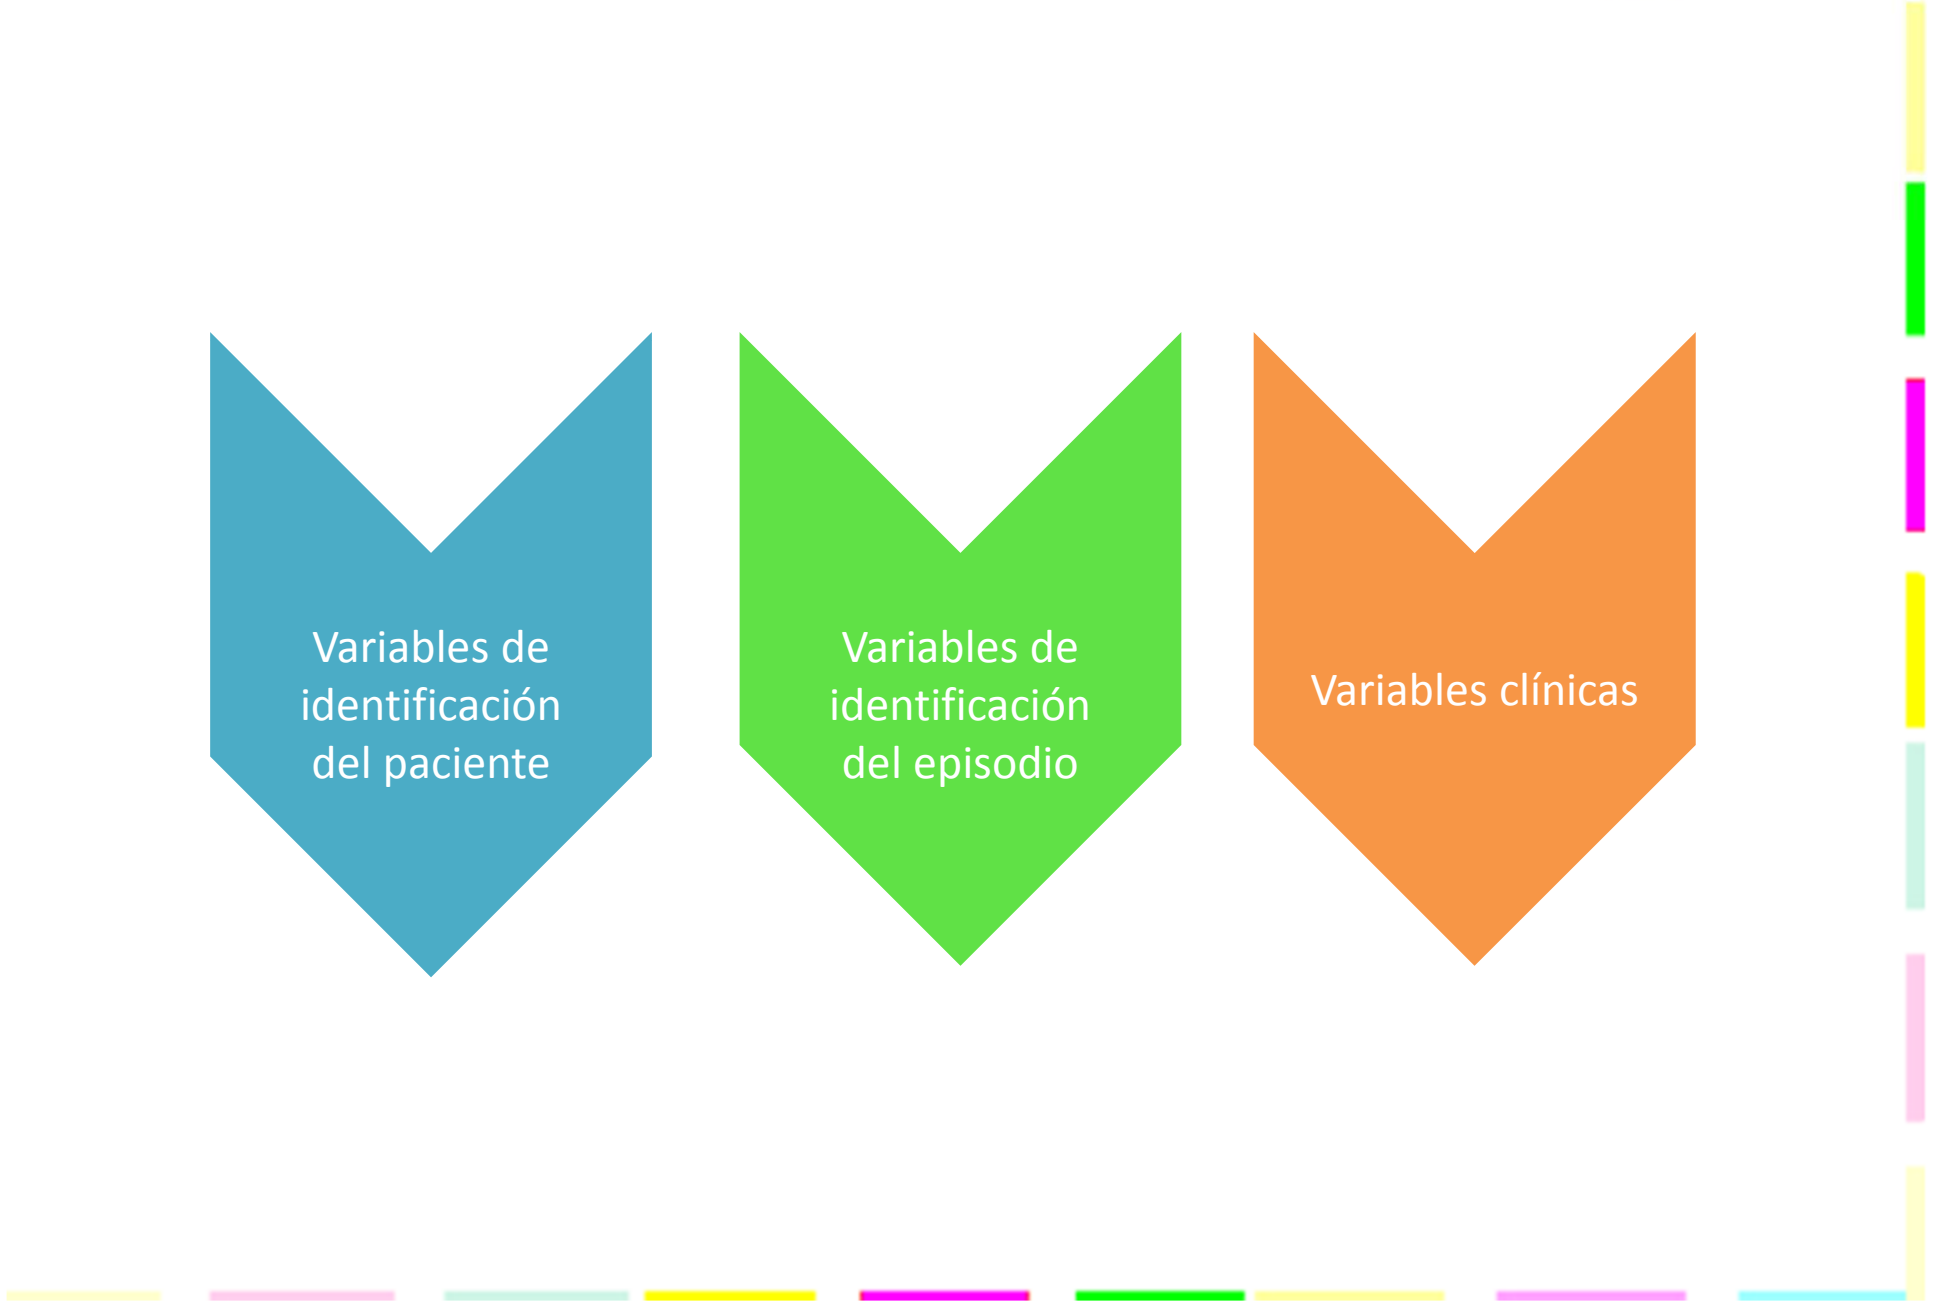 Variables de
identificación
del paciente
Variables de
identificación
del episodio
Variables clínicas